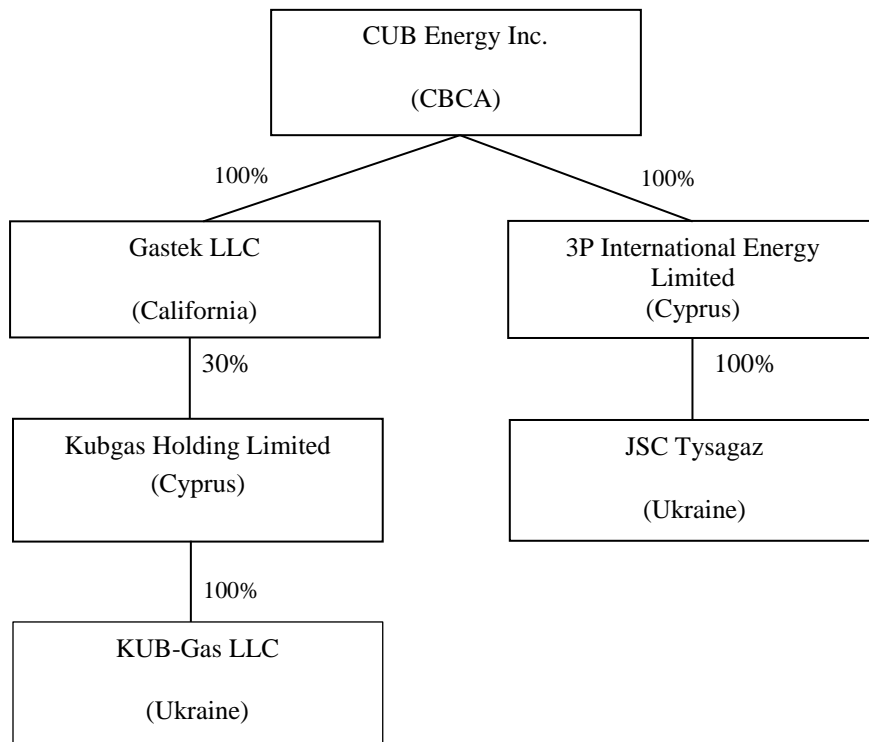 CUB Energy Inc.
(CBCA)
100%
100%
Gastek LLC
(California)
3P International Energy
Limited
(Cyprus)
30%
100%
Kubgas Holding Limited
(Cyprus)
JSC Tysagaz
(Ukraine)
100%
KUB-Gas LLC
(Ukraine)